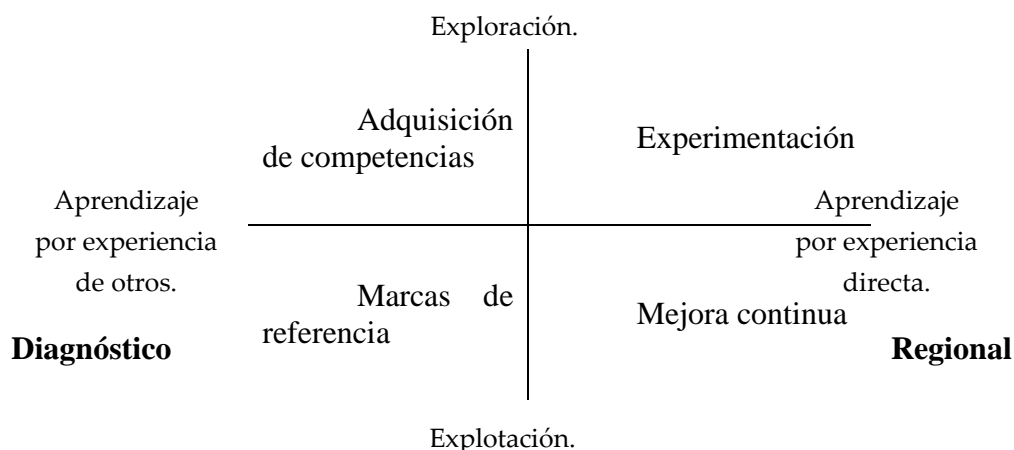 Exploración.
Adquisición
de competencias
Experimentación
Aprendizaje
por experiencia
de otros.
Aprendizaje
por experiencia
directa.
Marcas de
referencia
Mejora continua
Diagnóstico
Regional
Explotación.